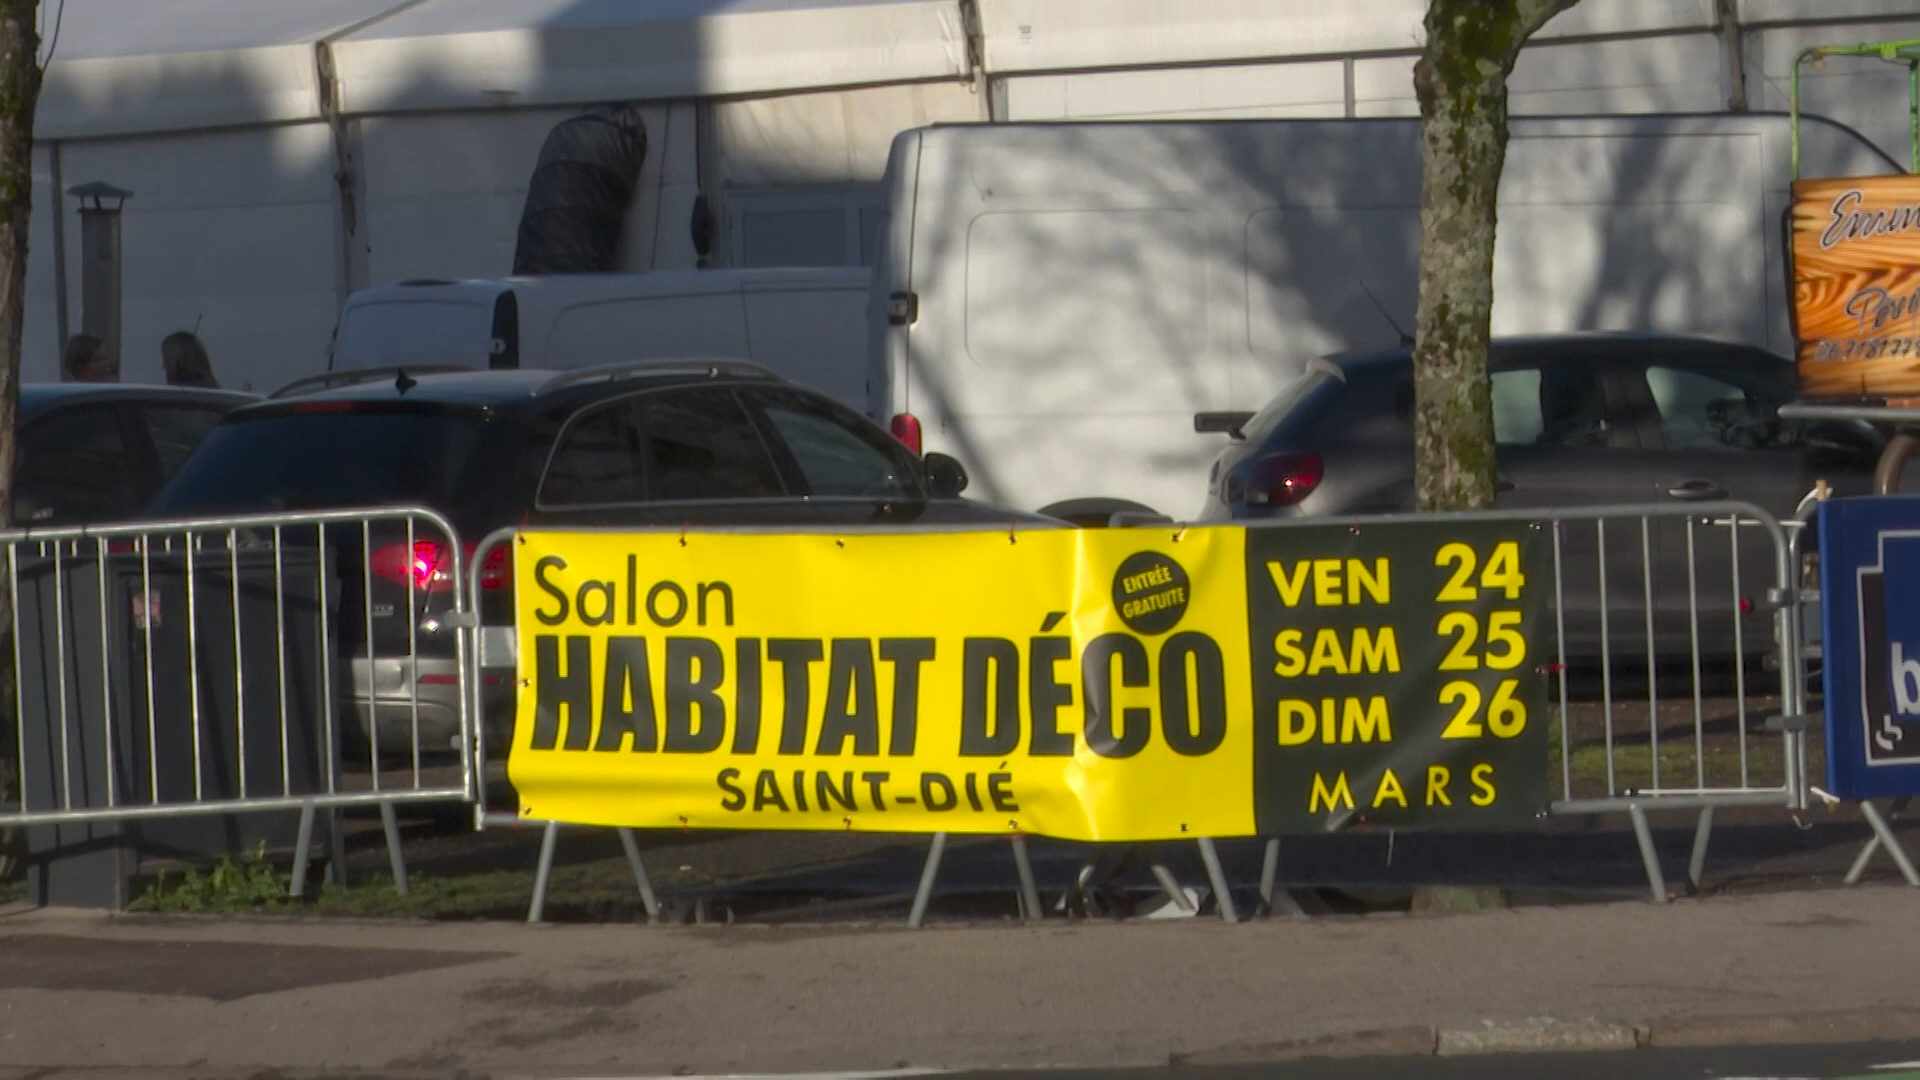 Salon
ENTRÉE
GRATUITE
HABITAT DÉCO
SAINT-DIÉ
VEN 24
SAM 25
DIM 26
MARS